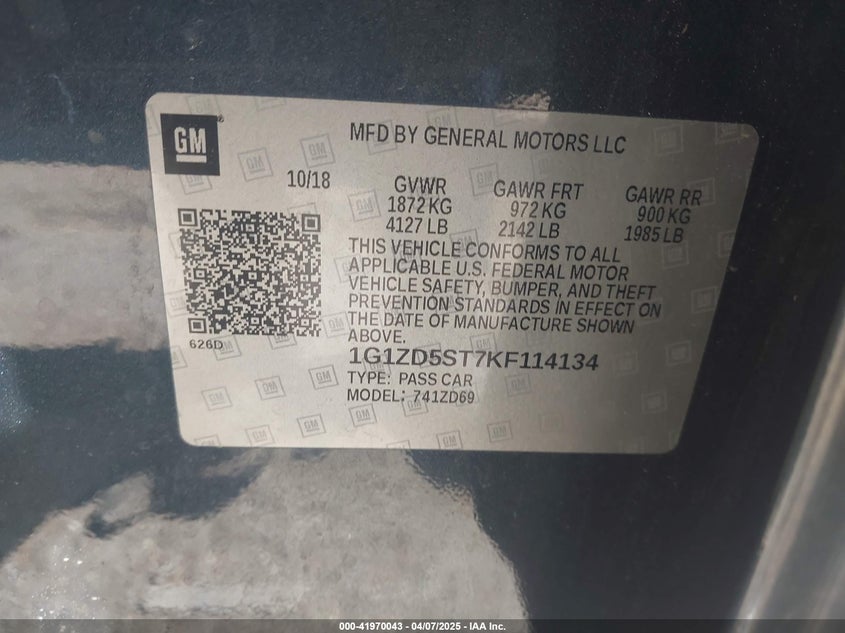 GM
MFD BY GENERAL MOTORS LLC
10/18
GVWR
1872 KG
4127 LB
GAWR FRT
972 KG
2142 LB
GAWR RR
900 KG
1985 LB
THIS VEHICLE CONFORMS TO ALL
APPLICABLE U.S. FEDERAL MOTOR
VEHICLE SAFETY, BUMPER, AND THEFT
PREVENTION STANDARDS IN EFFECT ON
THE DATE OF MANUFACTURE SHOWN
ABOVE.
626D
1G1ZD5ST7KF114134
TYPE: PASS CAR
MODEL: 741ZD69
000-41970043 - 04/07/2025 - IAA Inc.